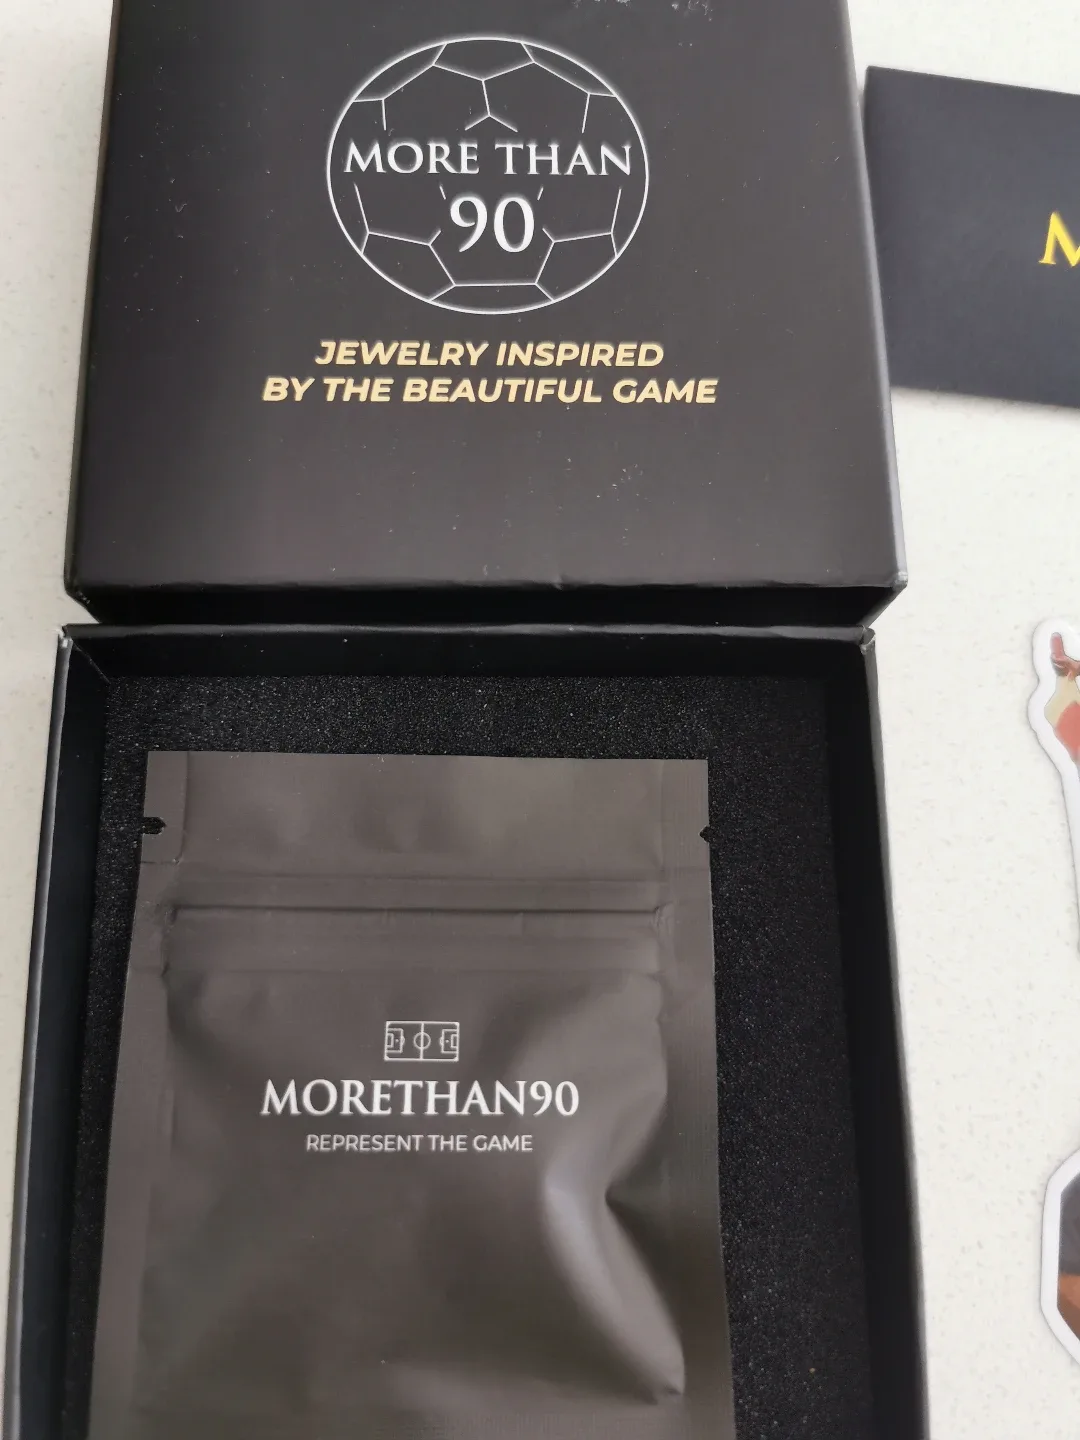 MORE THAN
90
JEWELRY INSPIRED
BY THE BEAUTIFUL GAME
M
MORETHAN90
REPRESENT THE GAME